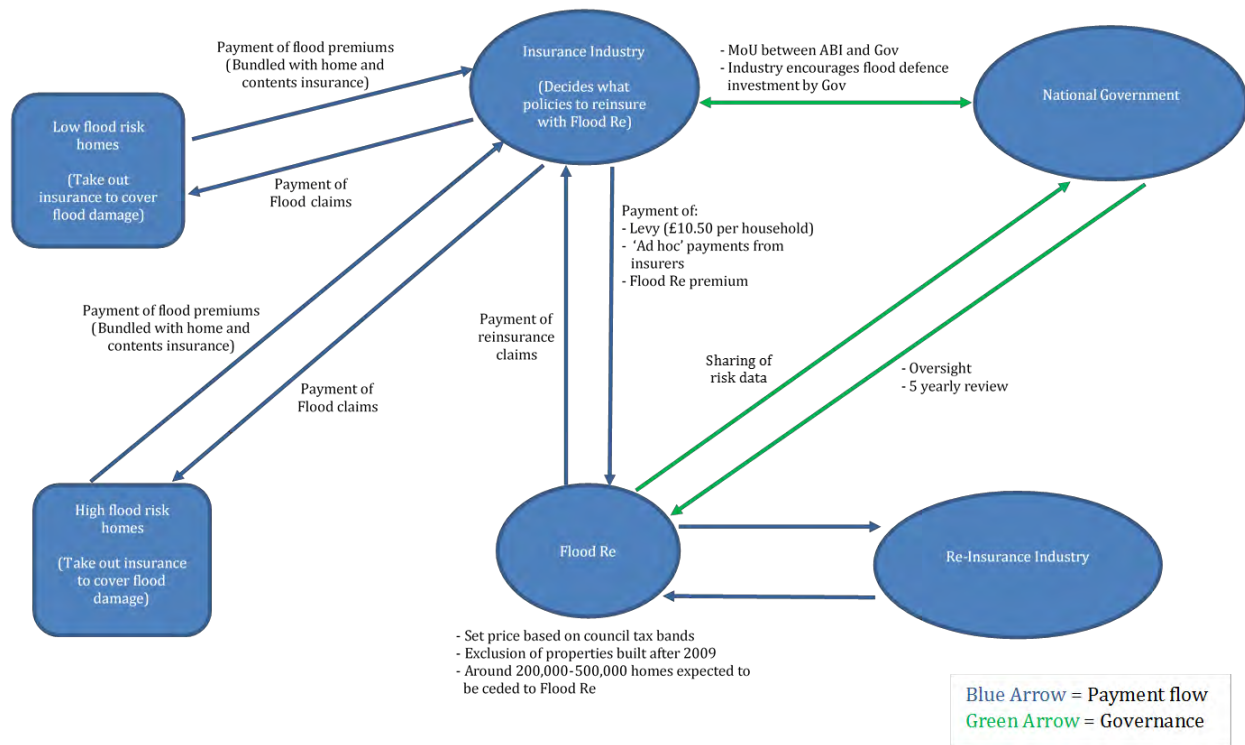 Payment of flood premiums
(Bundled with home and
contents insurance)
Insurance Industry
(Decides what
policies to reinsure
with Flood Re)
- MoU between ABI and Gov
- Industry encourages flood defence
investment by Gov
National Government
Low flood risk
homes
(Take out
insurance to cover
flood damage)
Payment of
Flood claims
Payment of:
- Levy (£10.50 per household)
- ‘Ad hoc’ payments from
insurers
- Flood Re premium
Payment of flood premiums
(Bundled with home and
contents insurance)
Payment of
reinsurance
claims
Payment of
Flood claims
Sharing of
risk data
- Oversight
- 5 yearly review
High flood risk
homes
(Take out insurance
to cover flood
damage)
Flood Re
Re-Insurance Industry
- Set price based on council tax bands
- Exclusion of properties built after 2009
- Around 200,000-500,000 homes expected to
be ceded to Flood Re
Blue Arrow = Payment flow
Green Arrow = Governance